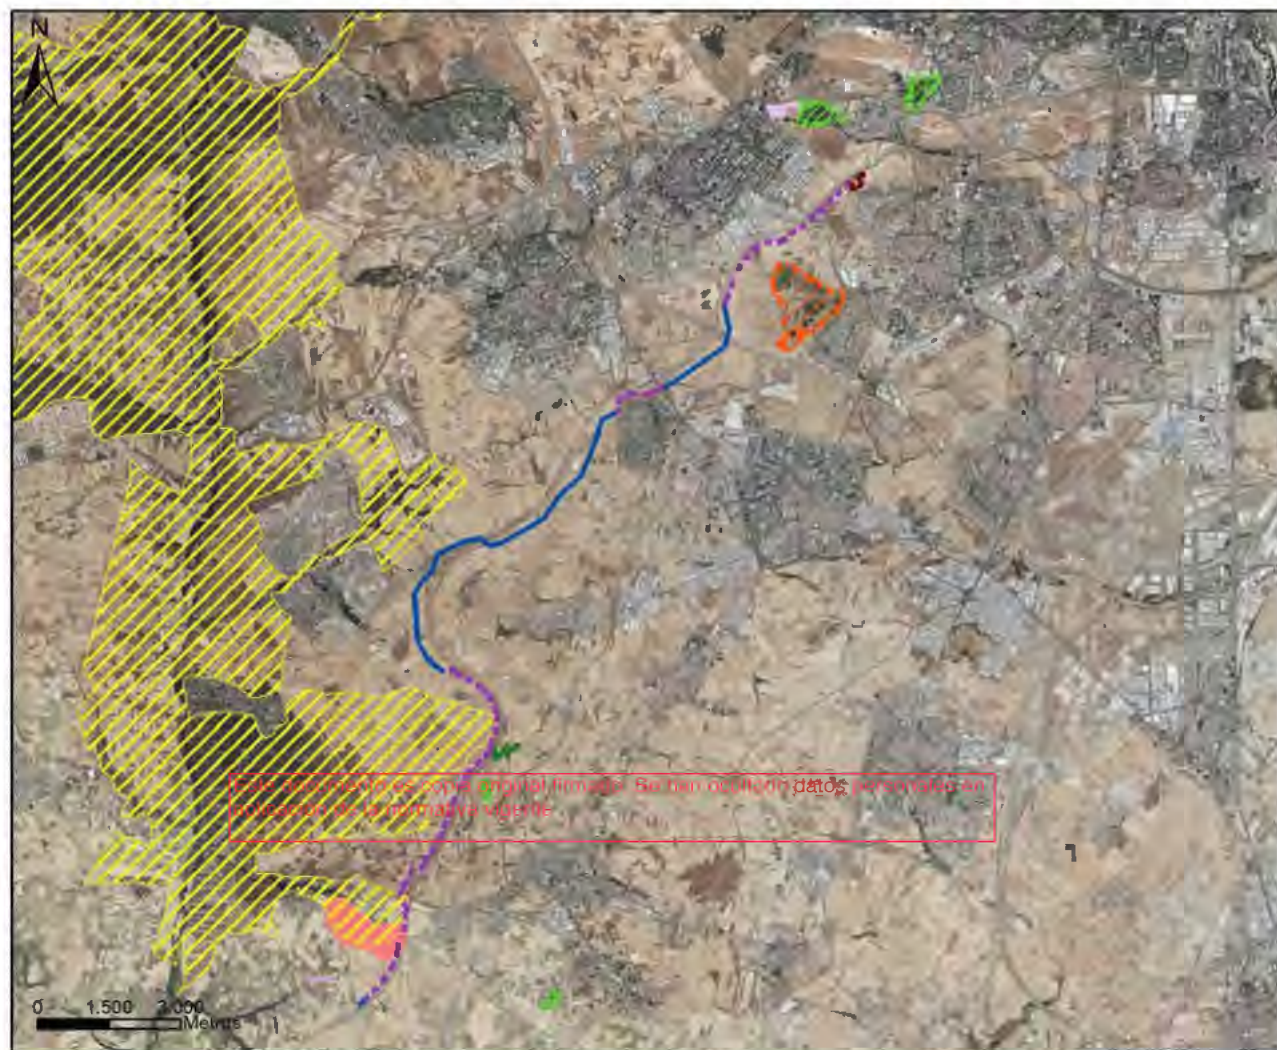 N
Este documento es copia original firmado. Se han ocultado datos personales en
aplicación de la normativa vigente
0 1.500 3.000
Metros